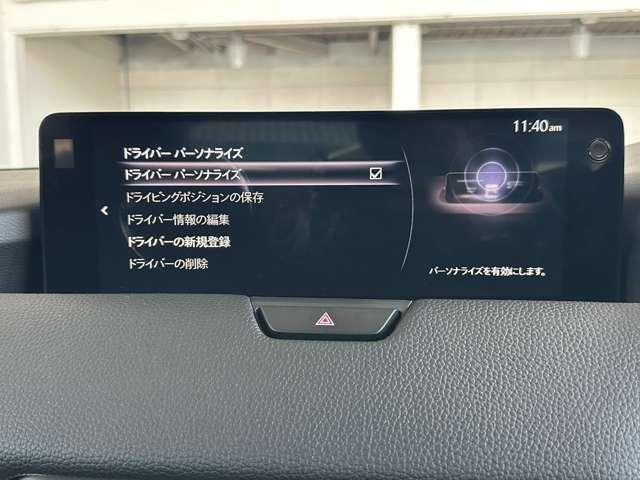 11:40am
ドライバー パーソナライズ
ドライバー パーソナライズ
ドライビングポジションの保存
ドライバー情報の編集
ドライバーの新規登録
ドライバーの削除
パーソナライズを有効にします。